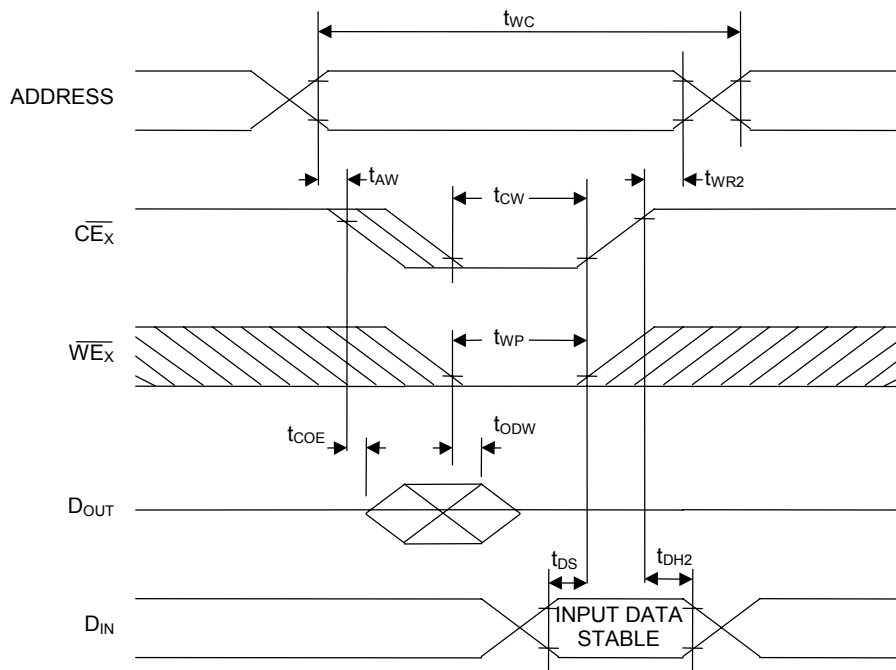 tWC
ADDRESS
tAW
tWR2
tCW
CEX
tWP
WEX
tCOE
tODW
DOUT
tDS
tDH2
DIN
INPUT DATA
STABLE